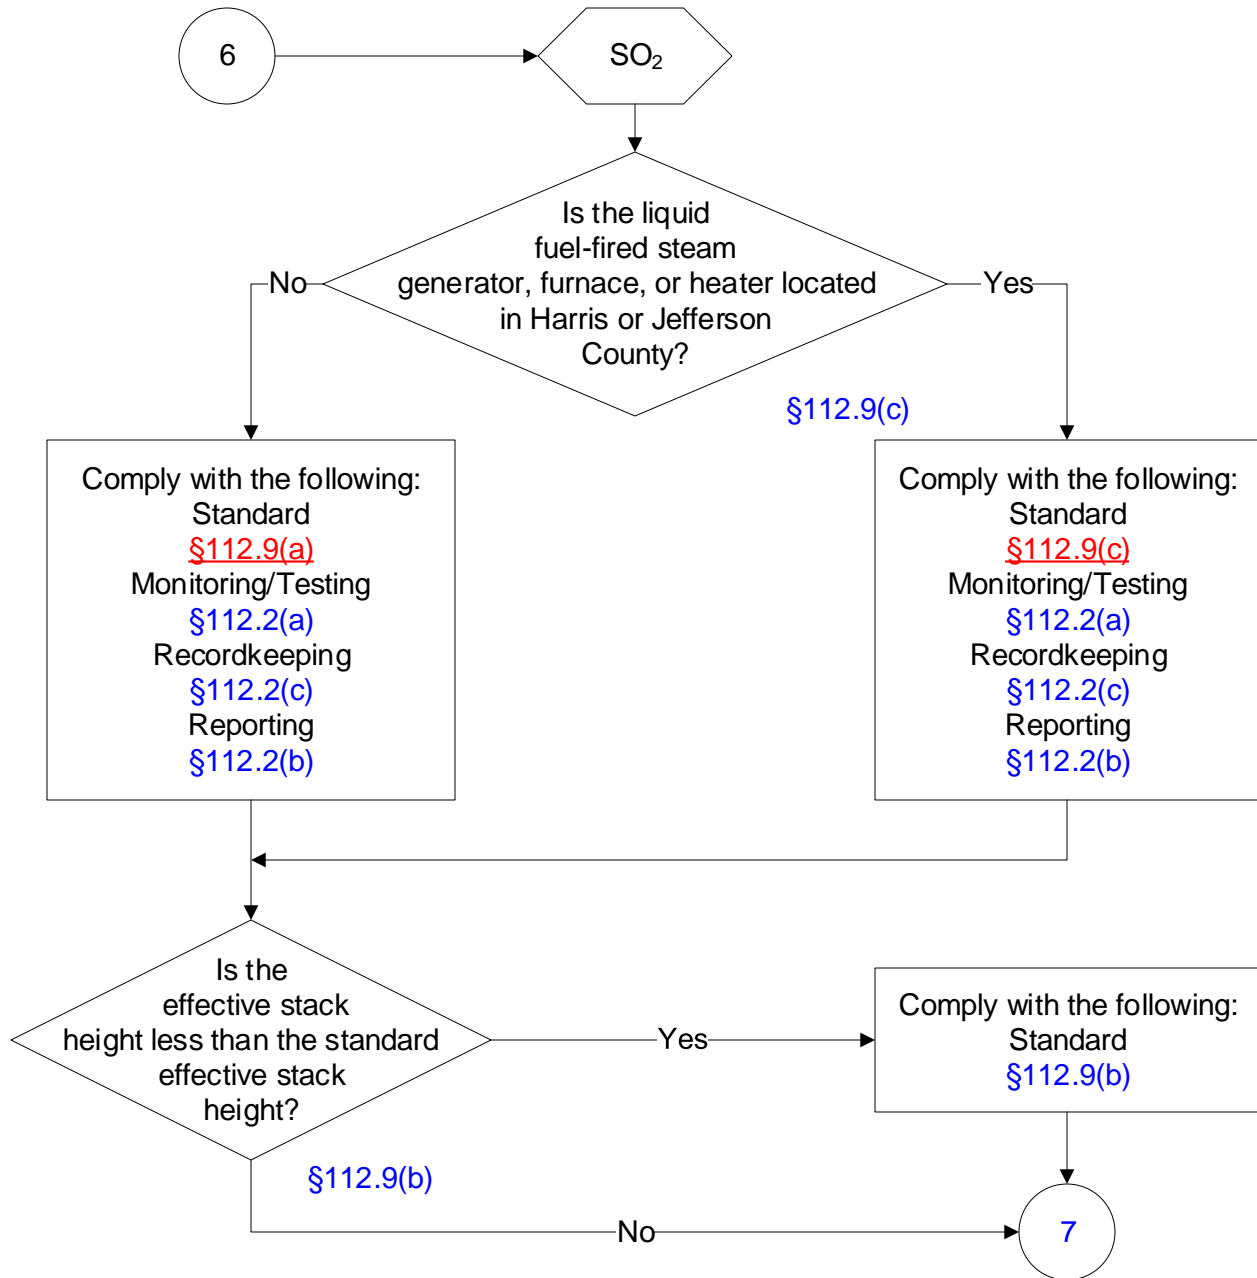 6
SO₂
Is the liquid
fuel-fired steam
generator, furnace, or heater located
in Harris or Jefferson
County?
No
Yes
§112.9(c)
Comply with the following:
Standard
§112.9(a)
Monitoring/Testing
§112.2(a)
Recordkeeping
§112.2(c)
Reporting
§112.2(b)
Comply with the following:
Standard
§112.9(c)
Monitoring/Testing
§112.2(a)
Recordkeeping
§112.2(c)
Reporting
§112.2(b)
Is the
effective stack
height less than the standard
effective stack
height?
Yes
Comply with the following:
Standard
§112.9(b)
§112.9(b)
No
7